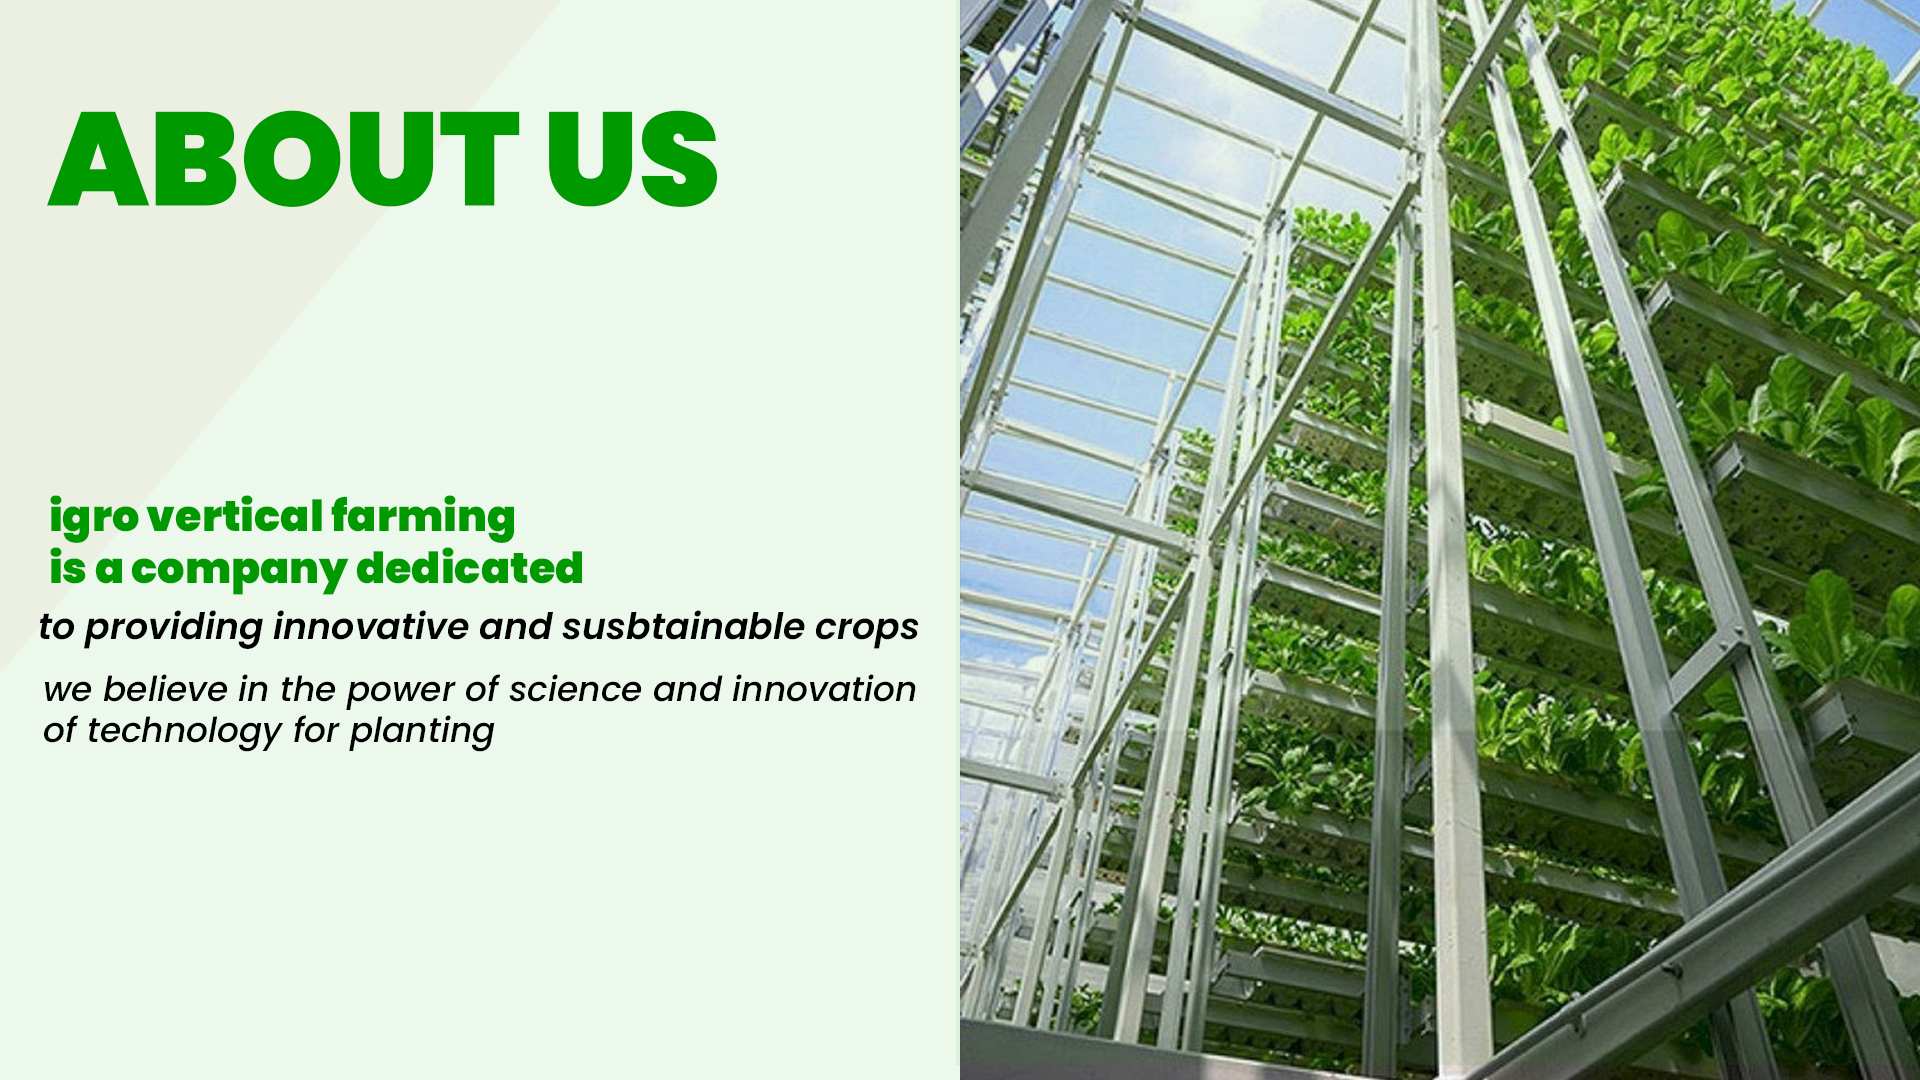 ABOUT US
igro vertical farming
is a company dedicated
to providing innovative and susbtainable crops
we believe in the power of science and innovation
of technology for planting